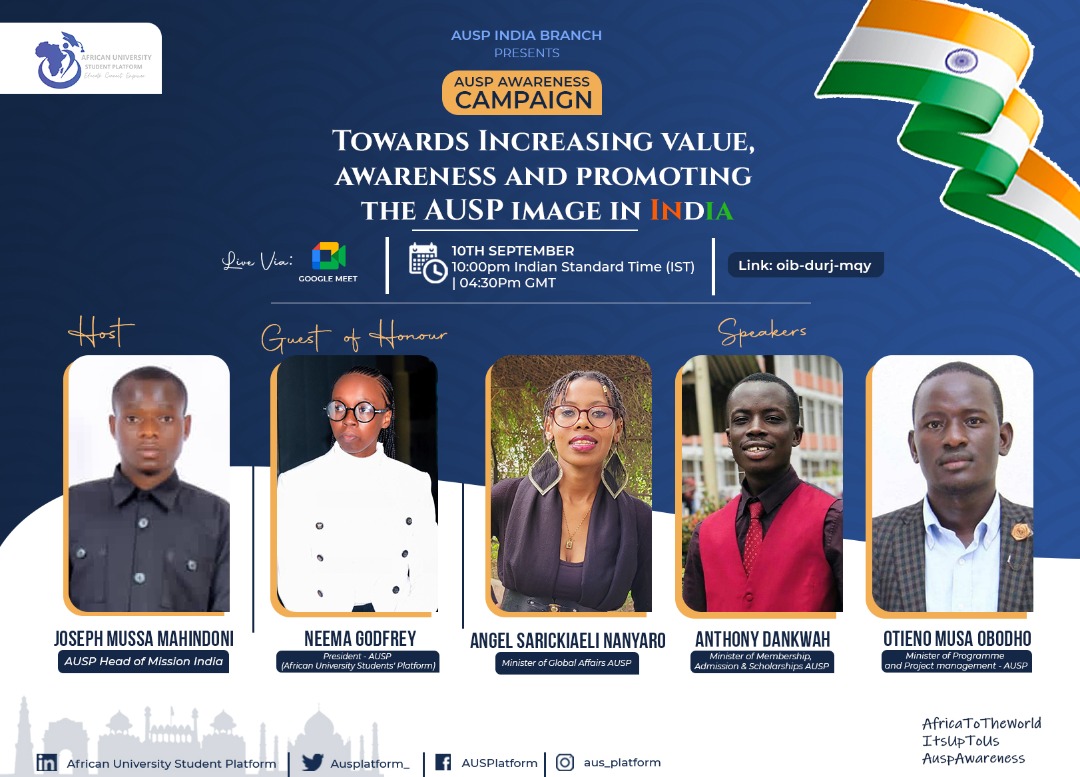 AFRICAN UNIVERSITY
STUDENT PLATFORM
AUSP INDIA BRANCH
PRESENTS
AUSP AWARENESS
CAMPAIGN
TOWARDS INCREASING VALUE,
AWARENESS AND PROMOTING
THE AUSP IMAGE IN INDIA
Live Via:
GOOGLE MEET
10TH SEPTEMBER
10:00pm Indian Standard Time (IST)
| 04:30Pm GMT
Link: oib-durj-mqy
Host
Guest of Honour
Speakers
JOSEPH MUSSA MAHINDONI
AUSP Head of Mission India
NEEMA GODFREY
President - AUSP
(African University Students' Platform)
ANGEL SARICKIAELI NANYARO
Minister of Global Affairs AUSP
ANTHONY DANKWAH
Minister of Membership,
Admission & Scholarships AUSP
OTIENO MUSA OBODHO
Minister of Programme
and Project management - AUSP
AfricaToTheWorld
ItsUpToUs
AuspAwareness
African University Student Platform
Ausplatform_
AUSPlatform
aus_platform